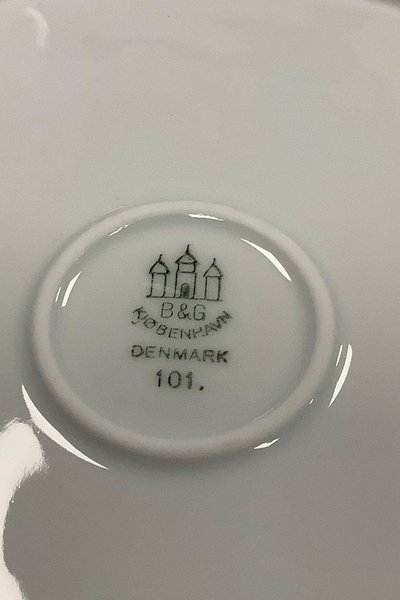 B&G
KJØBENHAVN
DENMARK
101.